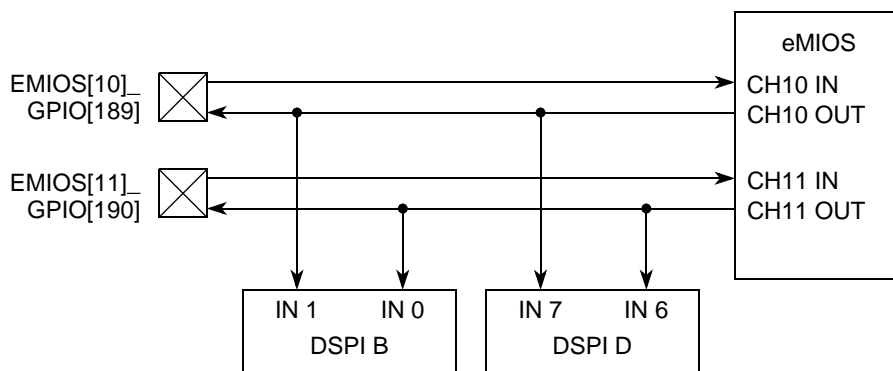 eMIOS
EMIOS[10]_
GPIO[189]
CH10 IN
CH10 OUT
EMIOS[11]_
GPIO[190]
CH11 IN
CH11 OUT
IN 1 IN 0
DSPI B
IN 7 IN 6
DSPI D